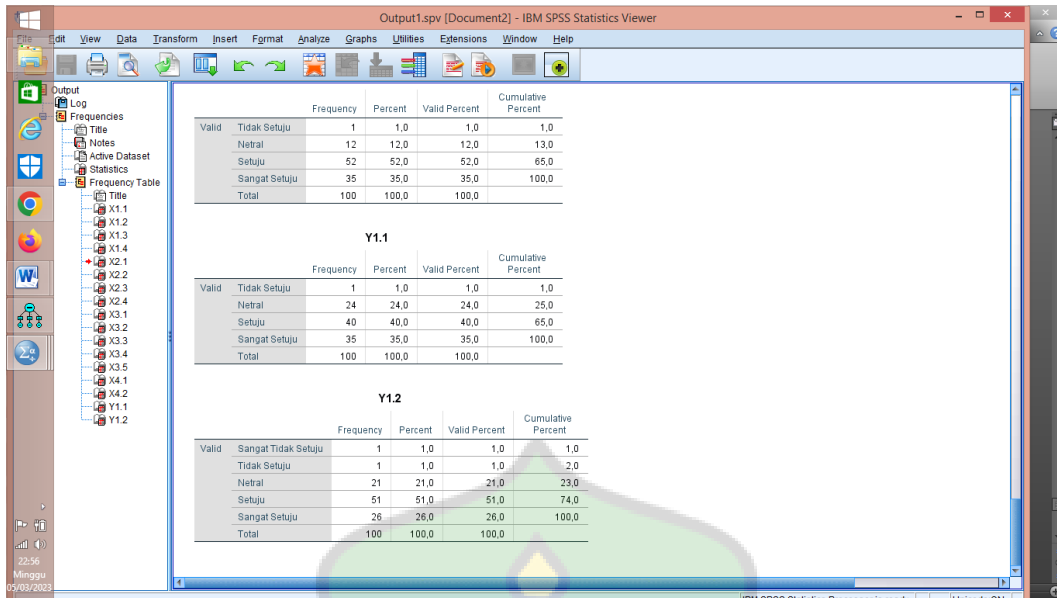 Output1.spv [Document2] - IBM SPSS Statistics Viewer
File Edit View Data Transform Insert Format Analyze Graphs Utilities Extensions Window Help
Output
Log
Frequencies
Title
Notes
Active Dataset
Statistics
Frequency Table
Title
X1.1
X1.2
X1.3
X1.4
X2.1
X2.2
X2.3
X2.4
X3.1
X3.2
X3.3
X3.4
X3.5
X4.1
X4.2
Y1.1
Y1.2
Frequency Percent Valid Percent Cumulative Percent
Valid Tidak Setuju 1 1,0 1,0 1,0
Netral 12 12,0 12,0 13,0
Setuju 52 52,0 52,0 65,0
Sangat Setuju 35 35,0 35,0 100,0
Total 100 100,0 100,0
Y1.1
Frequency Percent Valid Percent Cumulative Percent
Valid Tidak Setuju 1 1,0 1,0 1,0
Netral 24 24,0 24,0 25,0
Setuju 40 40,0 40,0 65,0
Sangat Setuju 35 35,0 35,0 100,0
Total 100 100,0 100,0
Y1.2
Frequency Percent Valid Percent Cumulative Percent
Valid Sangat Tidak Setuju 1 1,0 1,0 1,0
Tidak Setuju 1 1,0 1,0 2,0
Netral 21 21,0 21,0 23,0
Setuju 51 51,0 51,0 74,0
Sangat Setuju 26 26,0 26,0 100,0
Total 100 100,0 100,0
22:56
Minggu
05/03/2023